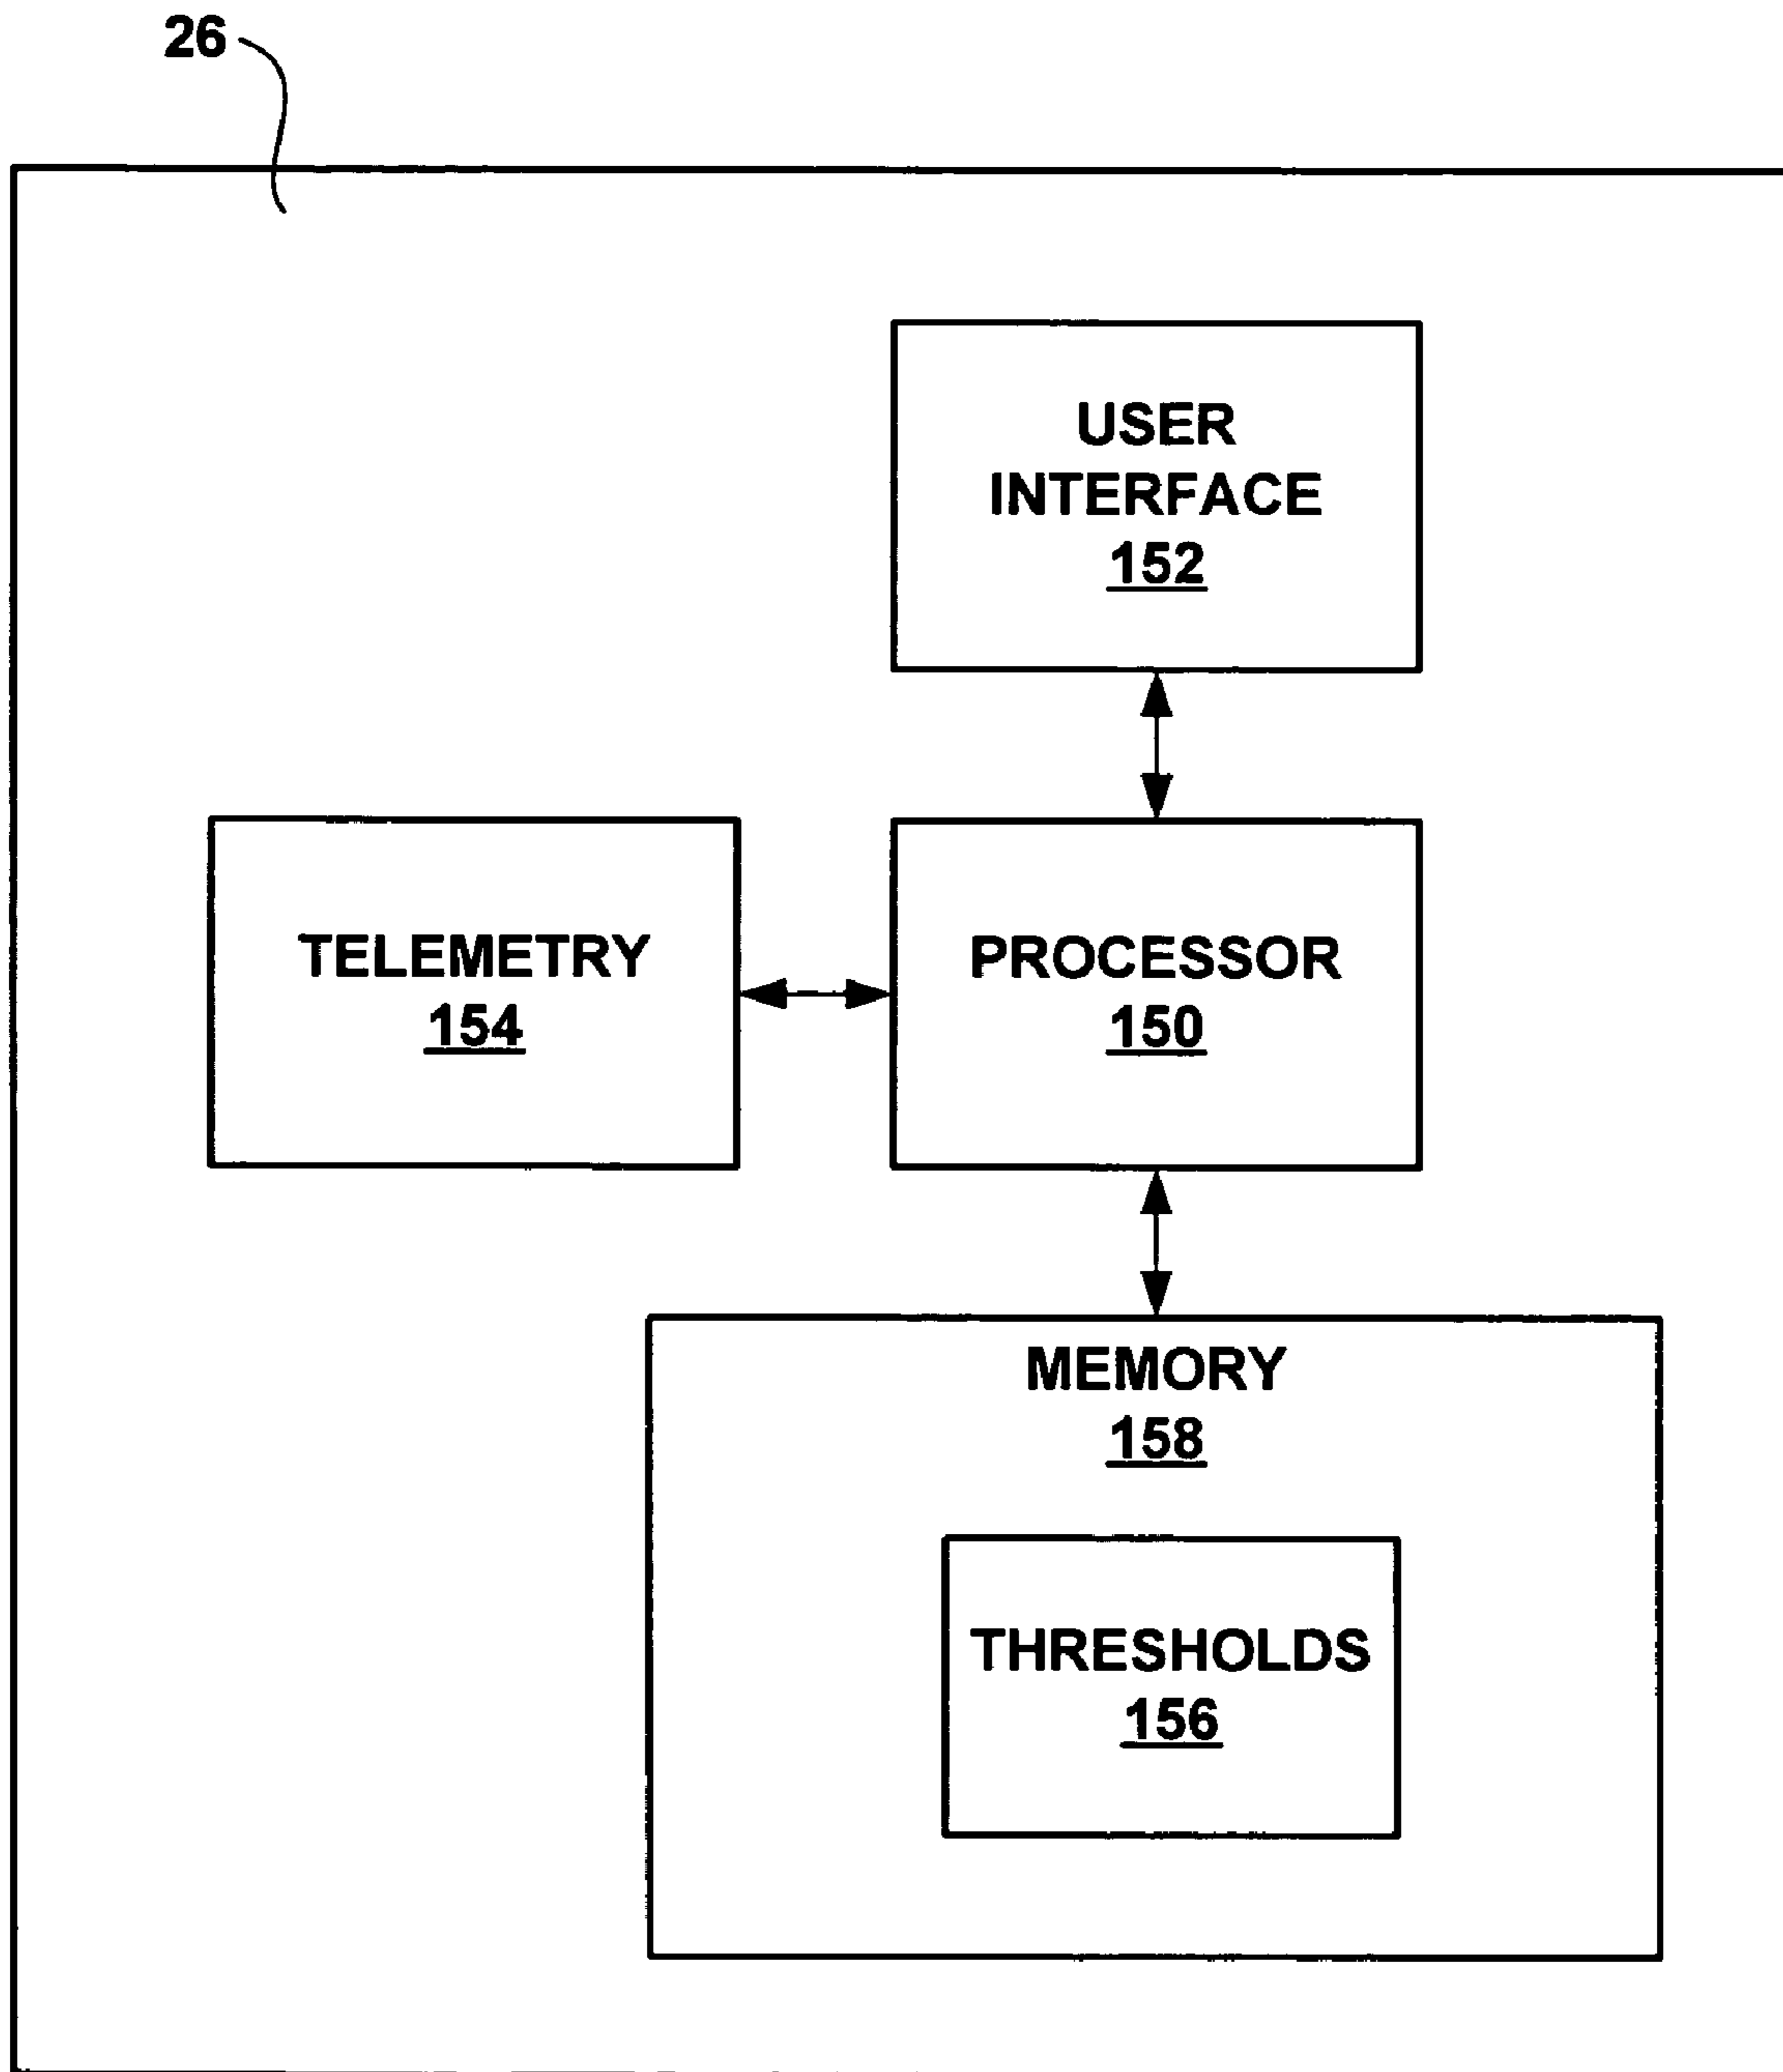 26
USER
INTERFACE
152
TELEMETRY
154
PROCESSOR
150
MEMORY
158
THRESHOLDS
156